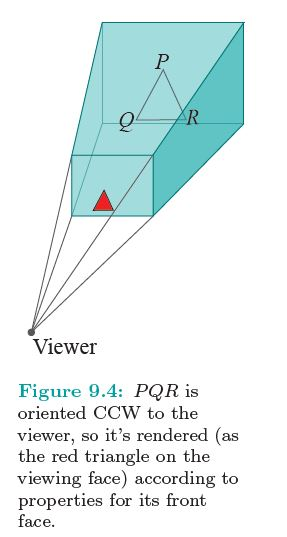 P
Q
R
Viewer
Figure 9.4: PQR is
oriented CCW to the
viewer, so it's rendered (as
the red triangle on the
viewing face) according to
properties for its front
face.